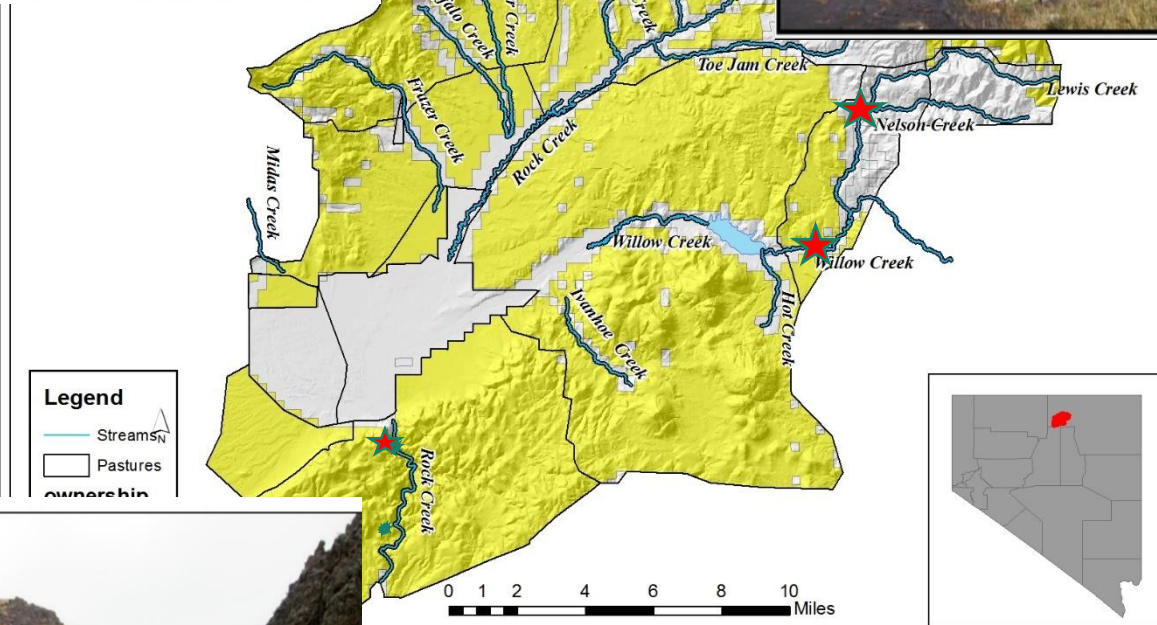 Creek
Toe Jam Creek
Lewis Creek
Frazer Creek
Nelson Creek
Rock Creek
Midas Creek
Willow Creek
Willow Creek
Hot Creek
Ivanhoe Creek
Legend
Streams
N
Pastures
ownership
Rock Creek
0 1 2 4 6 8 10
Miles